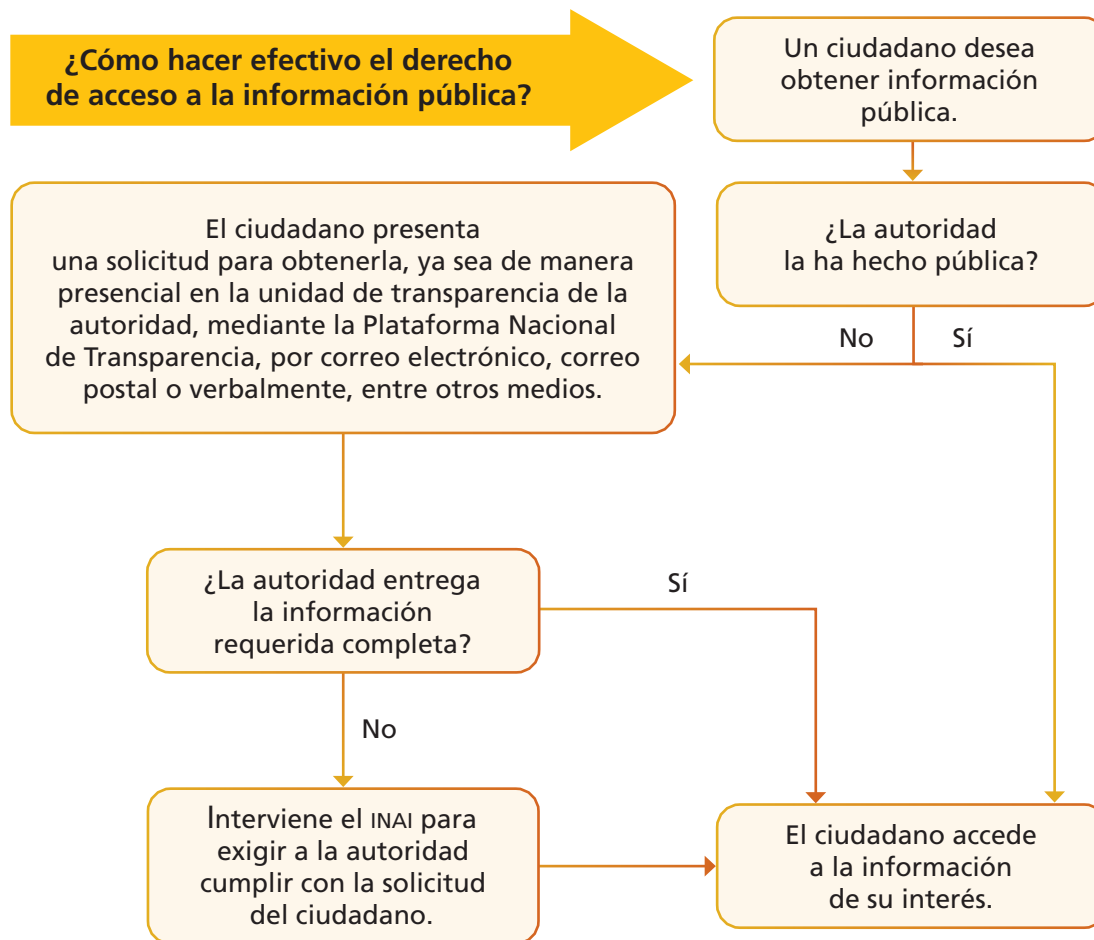 ¿Cómo hacer efectivo el derecho
de acceso a la información pública?
Un ciudadano desea
obtener información
pública.
¿La autoridad
la ha hecho pública?
No
Sí
El ciudadano presenta
una solicitud para obtenerla, ya sea de manera
presencial en la unidad de transparencia de la
autoridad, mediante la Plataforma Nacional
de Transparencia, por correo electrónico, correo
postal o verbalmente, entre otros medios.
¿La autoridad entrega
la información
requerida completa?
Sí
No
Interviene el INAI para
exigir a la autoridad
cumplir con la solicitud
del ciudadano.
El ciudadano accede
a la información
de su interés.